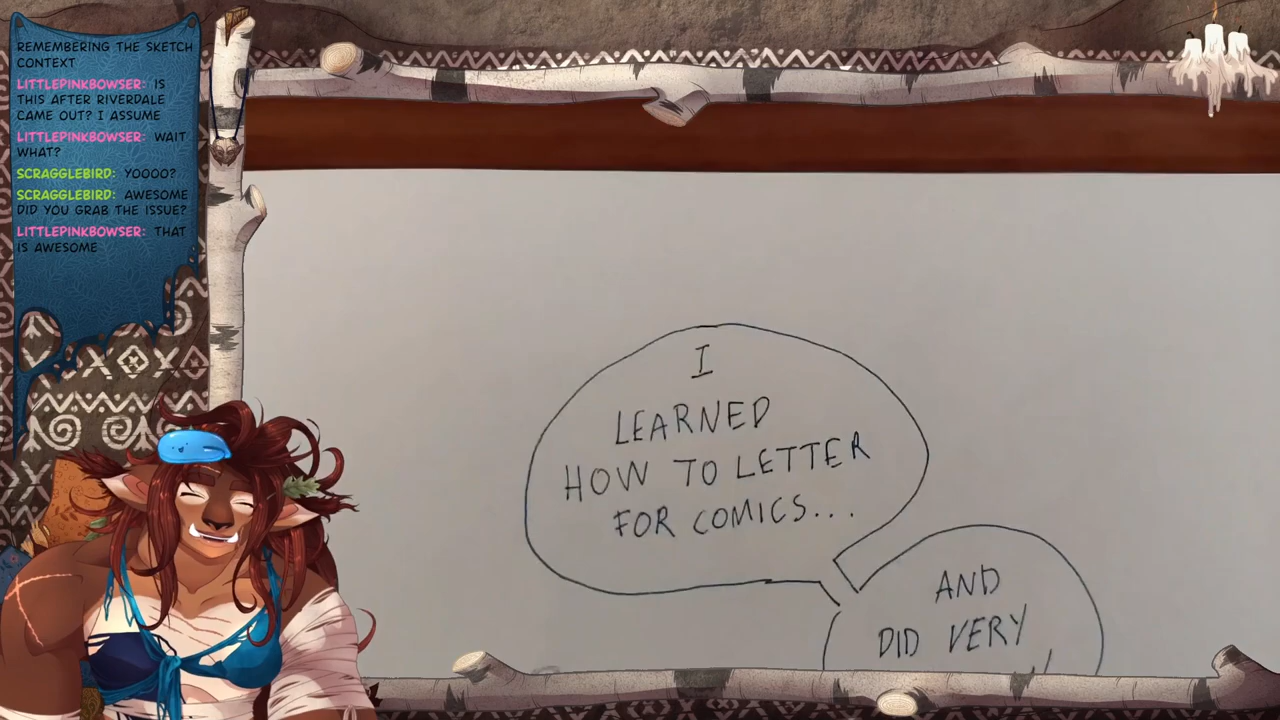 REMEMBERING THE SKETCH
CONTEXT
LITTLEPINKBOWSER: IS
THIS AFTER RIVERDALE
CAME OUT? I ASSUME
LITTLEPINKBOWSER: WAIT
WHAT?
SCRAGGLEBIRD: YOOOO?
SCRAGGLEBIRD: AWESOME
DID YOU GRAB THE ISSUE?
LITTLEPINKBOWSER: THAT
IS AWESOME
I
LEARNED
HOW TO LETTER
FOR COMICS...
AND
DID VERY